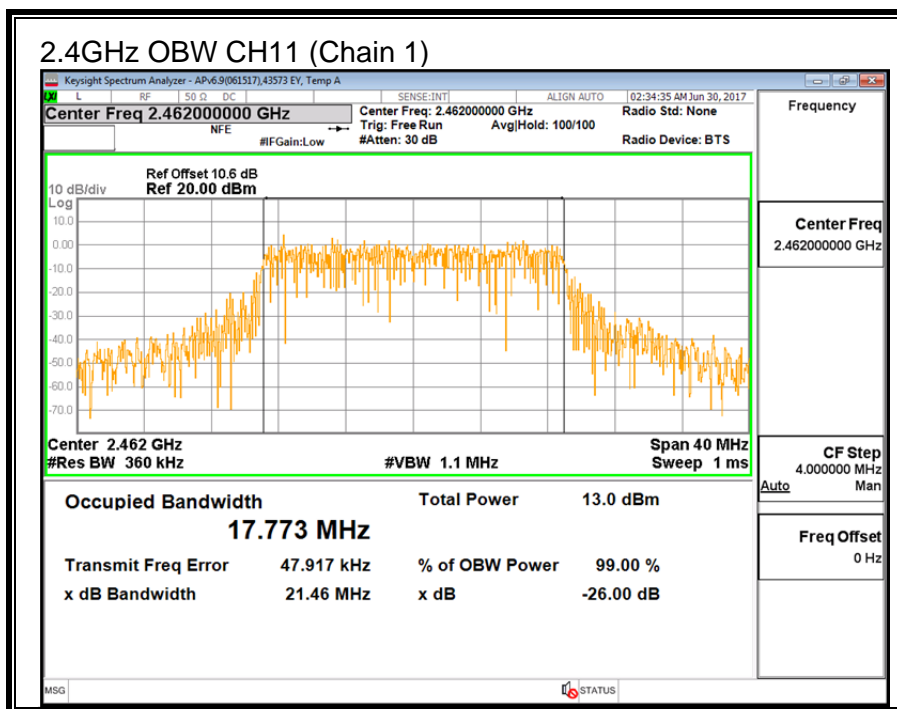 2.4GHz OBW CH11 (Chain 1)
Keysight Spectrum Analyzer - APv6.9(061517),43573 EY, Temp A
LXI L RF 50 Ω DC SENSE:INT ALIGN AUTO 02:34:35 AM Jun 30, 2017
Center Freq 2.462000000 GHz
NFE
#IFGain:Low
Center Freq: 2.462000000 GHz
Trig: Free Run Avg|Hold: 100/100
#Atten: 30 dB
Radio Std: None
Radio Device: BTS
Ref Offset 10.6 dB
10 dB/div Ref 20.00 dBm
Log
10.0
0.00
-10.0
-20.0
-30.0
-40.0
-50.0
-60.0
-70.0
Center 2.462 GHz Span 40 MHz
#Res BW 360 kHz #VBW 1.1 MHz Sweep 1 ms
Occupied Bandwidth Total Power 13.0 dBm
17.773 MHz
Transmit Freq Error 47.917 kHz % of OBW Power 99.00 %
x dB Bandwidth 21.46 MHz x dB -26.00 dB
Frequency
Center Freq
2.462000000 GHz
CF Step
4.000000 MHz
Auto Man
Freq Offset
0 Hz
MSG STATUS